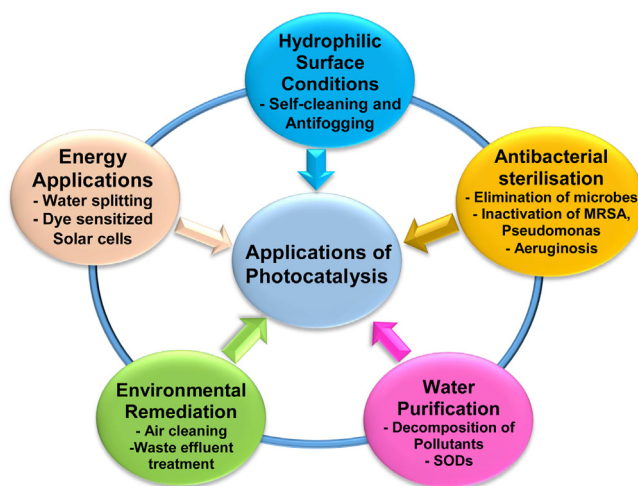 Hydrophilic
Surface
Conditions
- Self-cleaning and
Antifogging
Energy
Applications
- Water splitting
- Dye sensitized
Solar cells
Antibacterial
sterilisation
- Elimination of microbes
- Inactivation of MRSA,
Pseudomonas
- Aeruginosis
Applications of
Photocatalysis
Environmental
Remediation
- Air cleaning
-Waste effluent
treatment
Water
Purification
- Decomposition of
Pollutants
- SODs